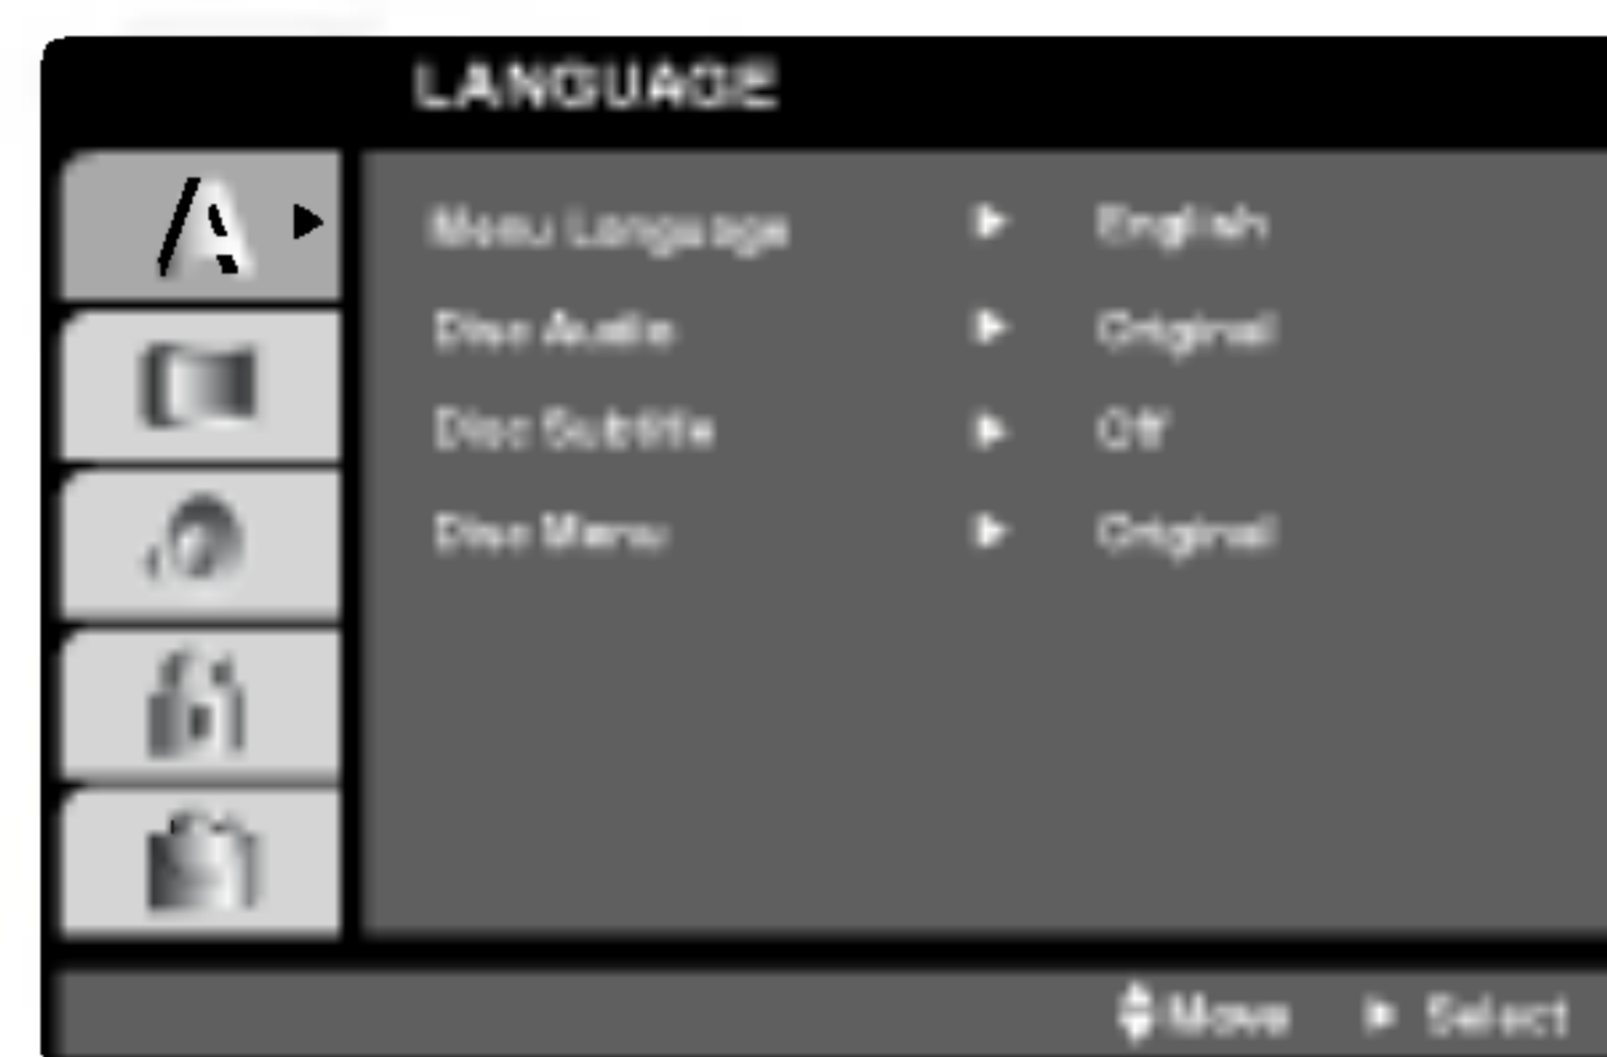 LANGUAGE
Menu Language ▶ English
Disc Audio ▶ Original
Disc Subtitle ▶ Off
Disc Menu ▶ Original
Move ▶ Select